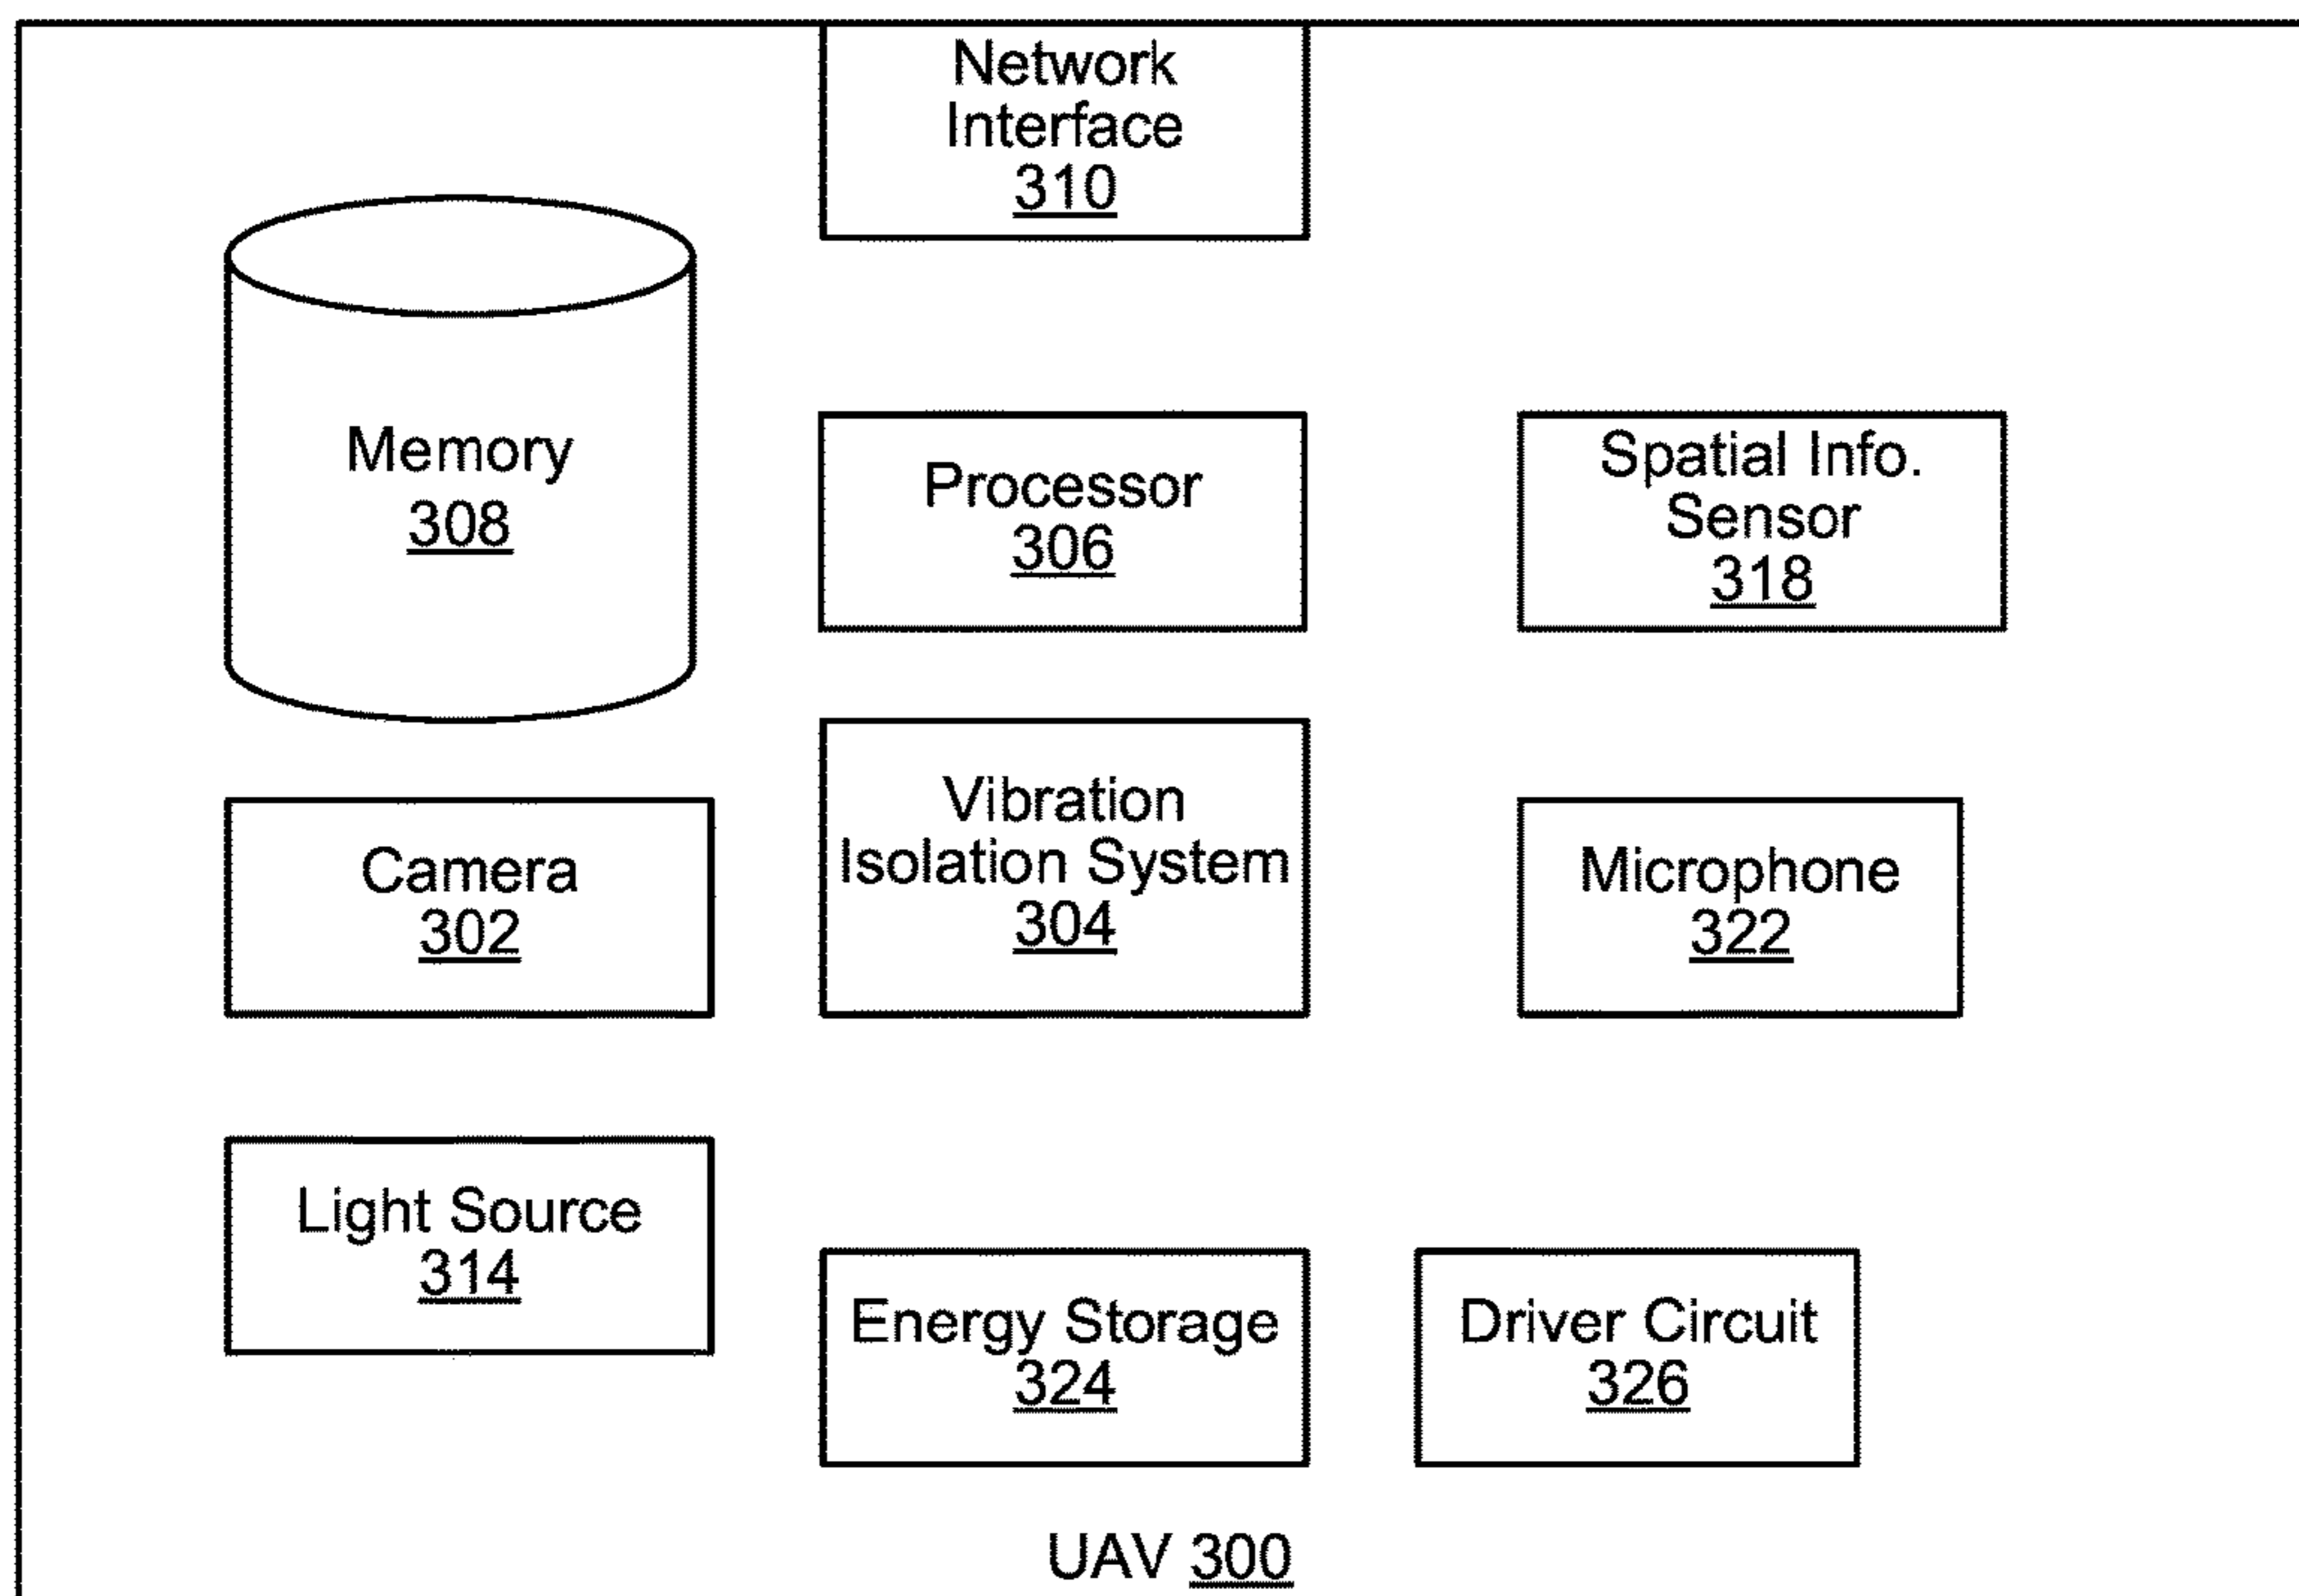 Network
Interface
310
Memory
308
Processor
306
Spatial Info.
Sensor
318
Camera
302
Vibration
Isolation System
304
Microphone
322
Light Source
314
Energy Storage
324
Driver Circuit
326
UAV 300